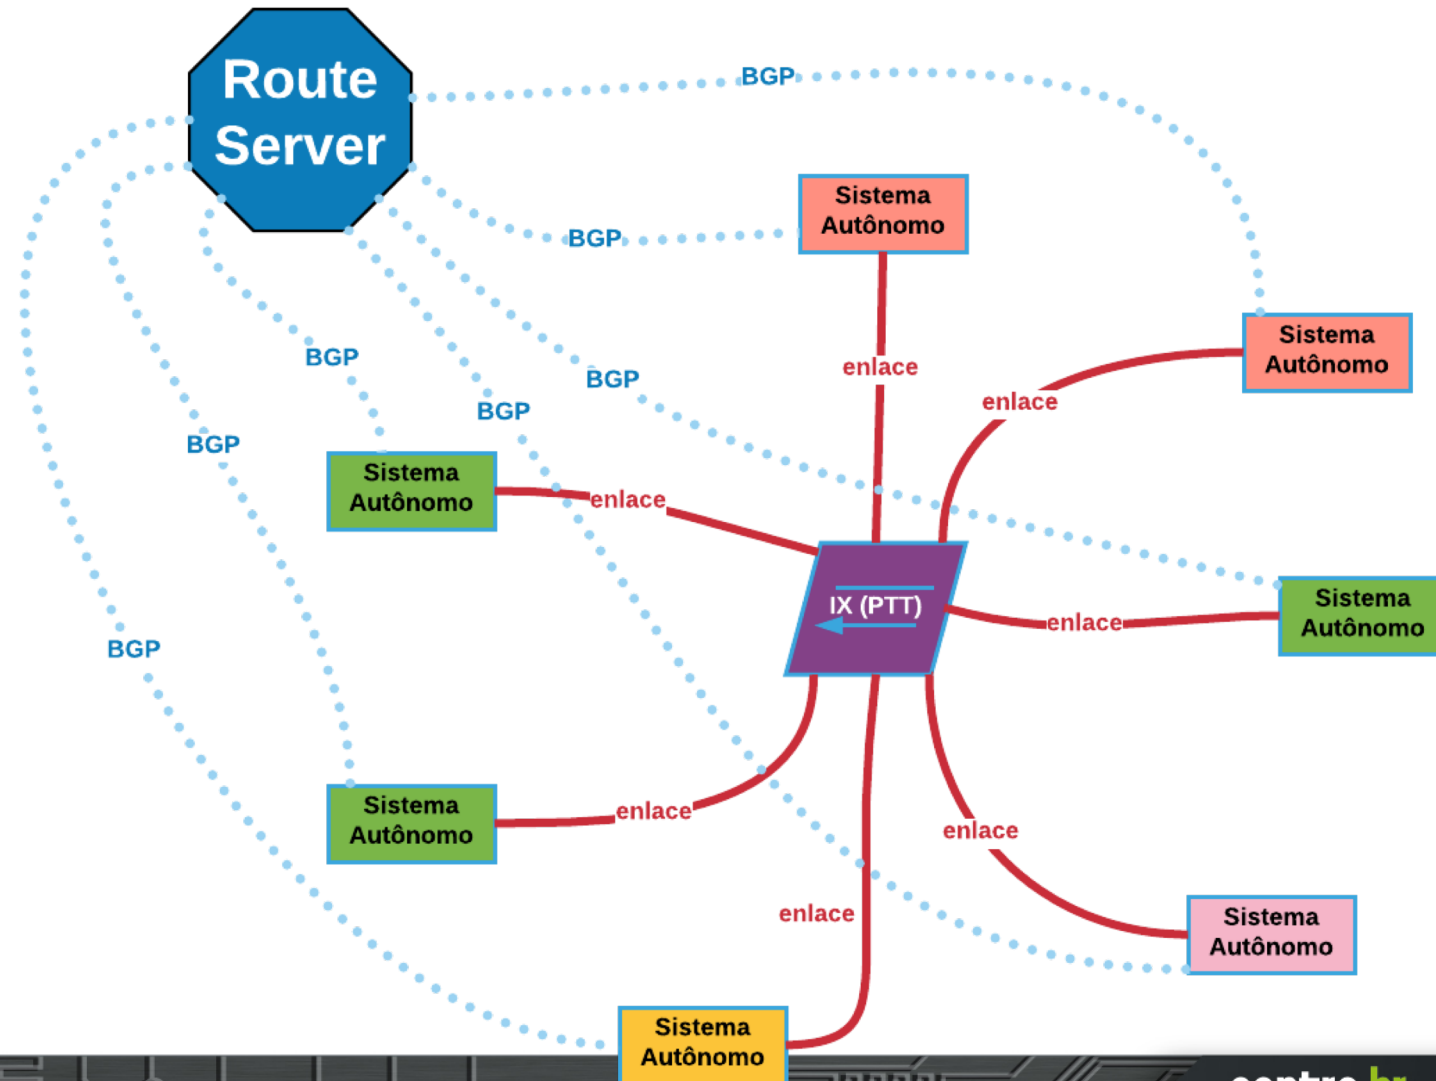 Route
Server
BGP
Sistema
Autônomo
BGP
Sistema
Autônomo
BGP
enlace
BGP
enlace
BGP
BGP
Sistema
Autônomo
enlace
IX (PTT)
enlace
Sistema
Autônomo
BGP
Sistema
Autônomo
enlace
enlace
enlace
Sistema
Autônomo
Sistema
Autônomo